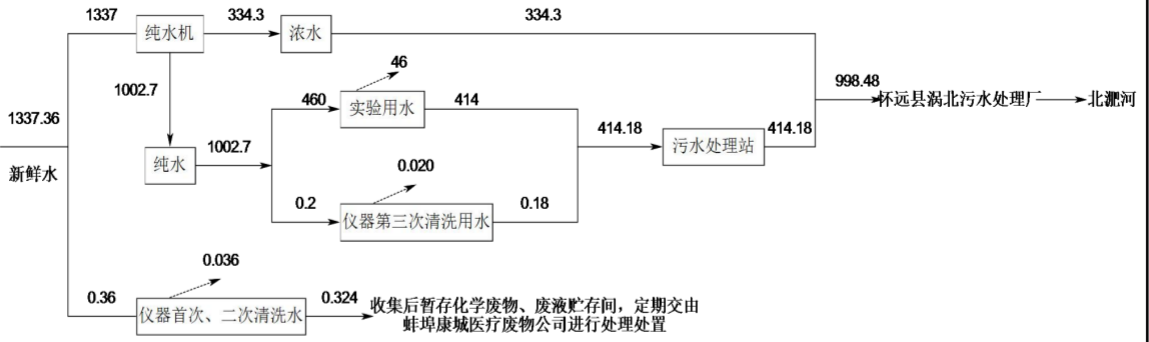 1337
纯水机
334.3
浓水
334.3
1002.7
46
460
实验用水
414
998.48
怀远县涡北污水处理厂
北淝河
1337.36
新鲜水
纯水
1002.7
414.18
污水处理站
414.18
0.020
0.2
仪器第三次清洗用水
0.18
0.036
0.36
仪器首次、二次清洗水
0.324
收集后暂存化学废物、废液贮存间，定期交由
蚌埠康城医疗废物公司进行处理处置